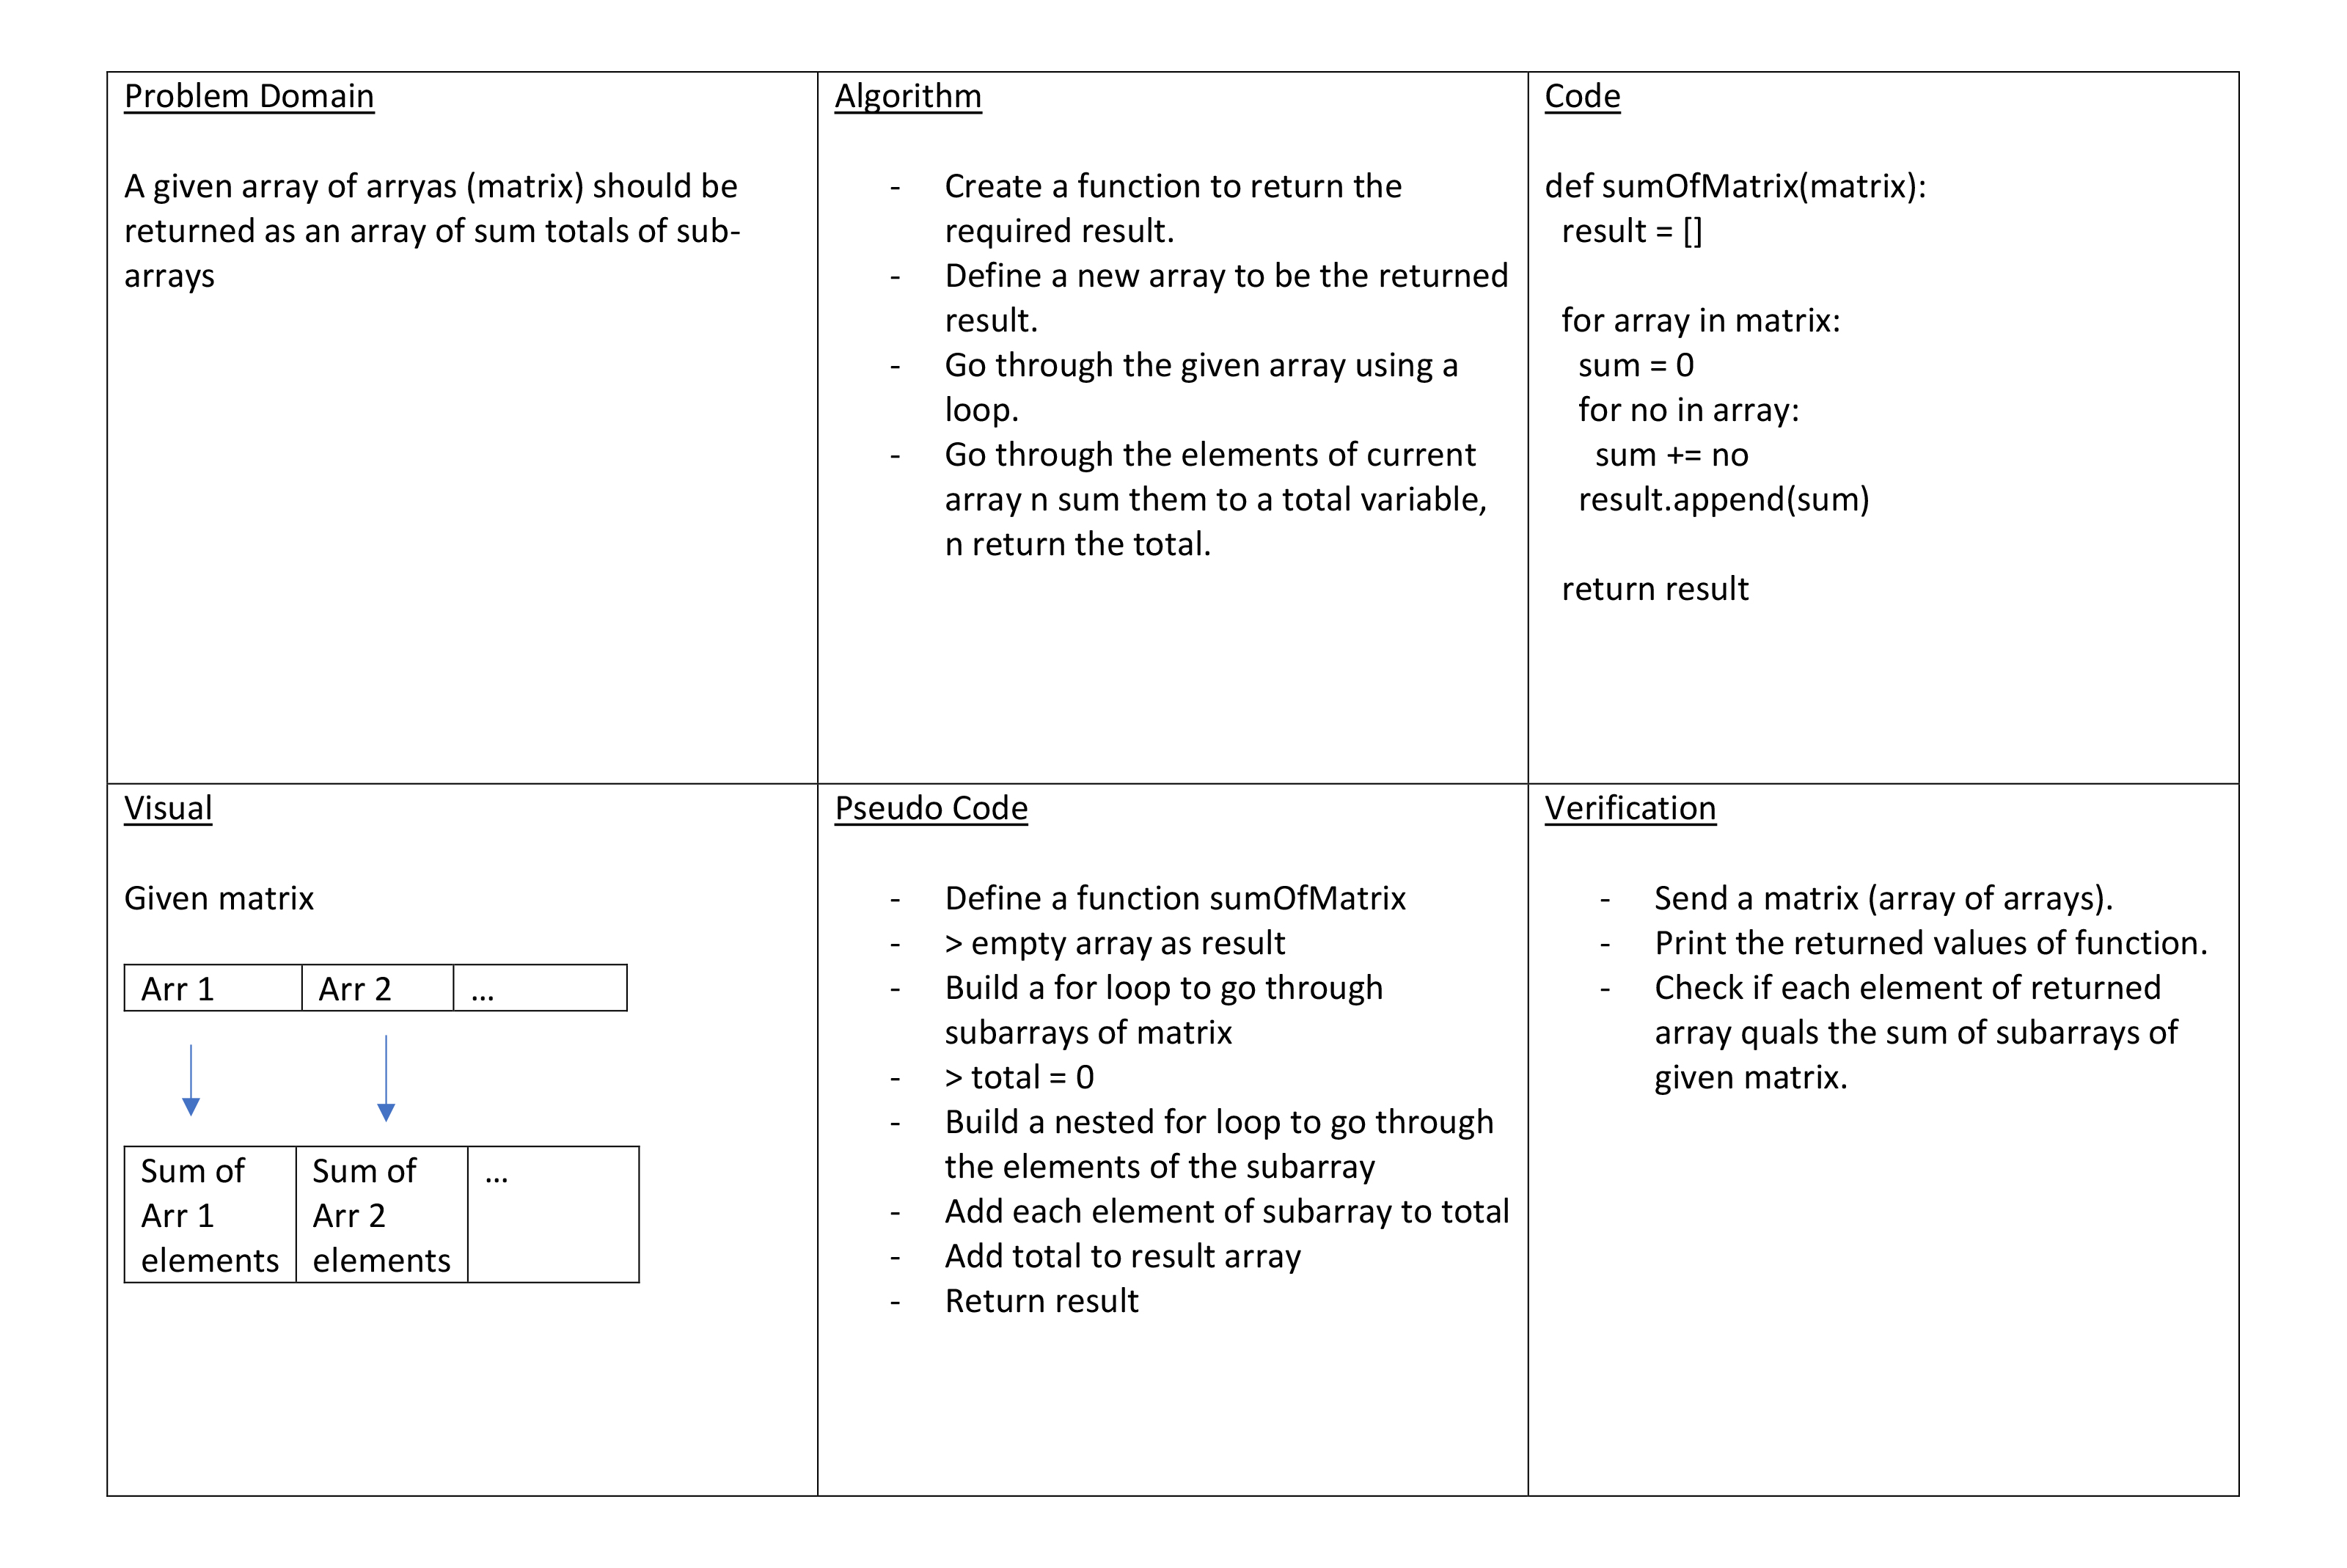 Problem Domain
A given array of arryas (matrix) should be
returned as an array of sum totals of sub-
arrays
Algorithm
- Create a function to return the
required result.
- Define a new array to be the returned
result.
- Go through the given array using a
loop.
- Go through the elements of current
array n sum them to a total variable,
n return the total.
Code
def sumOfMatrix(matrix):
result = []
for array in matrix:
sum = 0
for no in array:
sum += no
result.append(sum)
return result
Visual
Given matrix
Arr 1 Arr 2 ...
Sum of Sum of ...
Arr 1 Arr 2
elements elements
Pseudo Code
- Define a function sumOfMatrix
- > empty array as result
- Build a for loop to go through
subarrays of matrix
- > total = 0
- Build a nested for loop to go through
the elements of the subarray
- Add each element of subarray to total
- Add total to result array
- Return result
Verification
- Send a matrix (array of arrays).
- Print the returned values of function.
- Check if each element of returned
array quals the sum of subarrays of
given matrix.